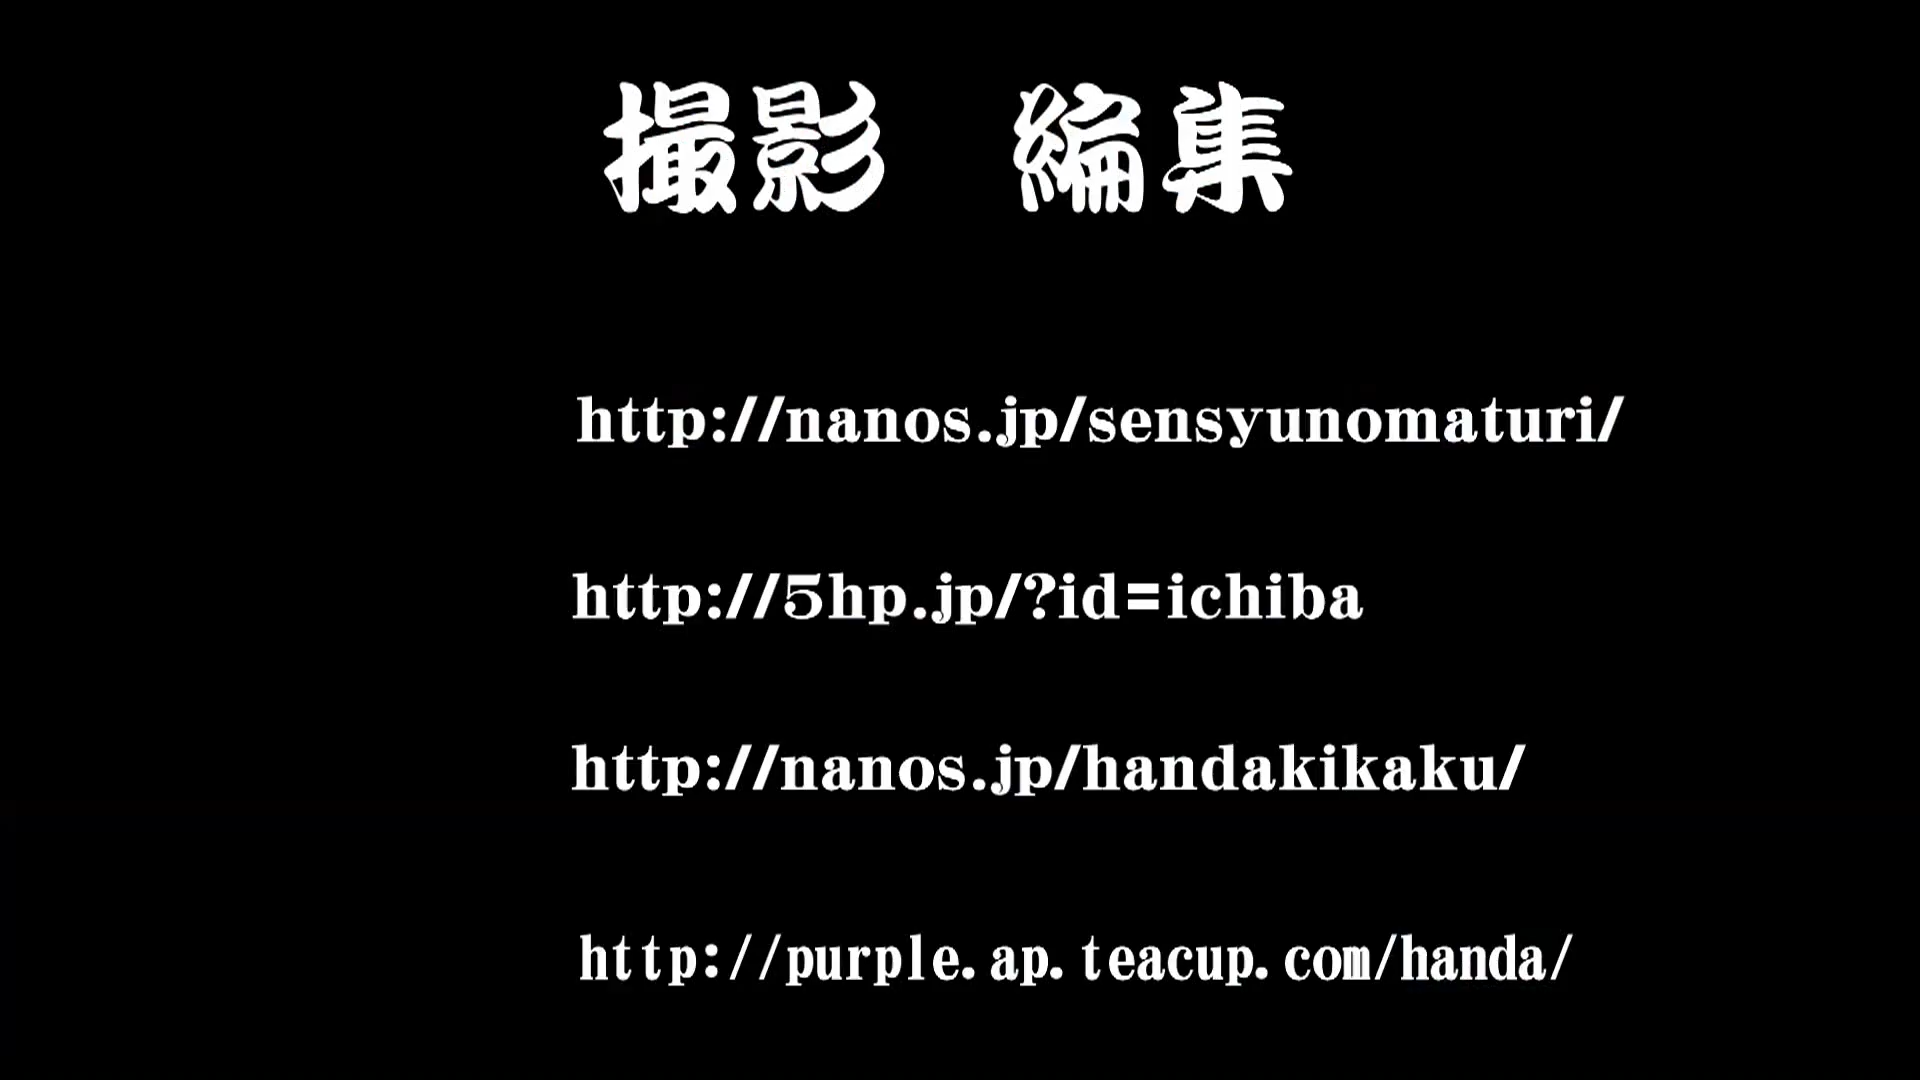 撮影　編集
http://nanos.jp/sensyunomaturi/
http://5hp.jp/?id=ichiba
http://nanos.jp/handakikaku/
http://purple.ap.teacup.com/handa/